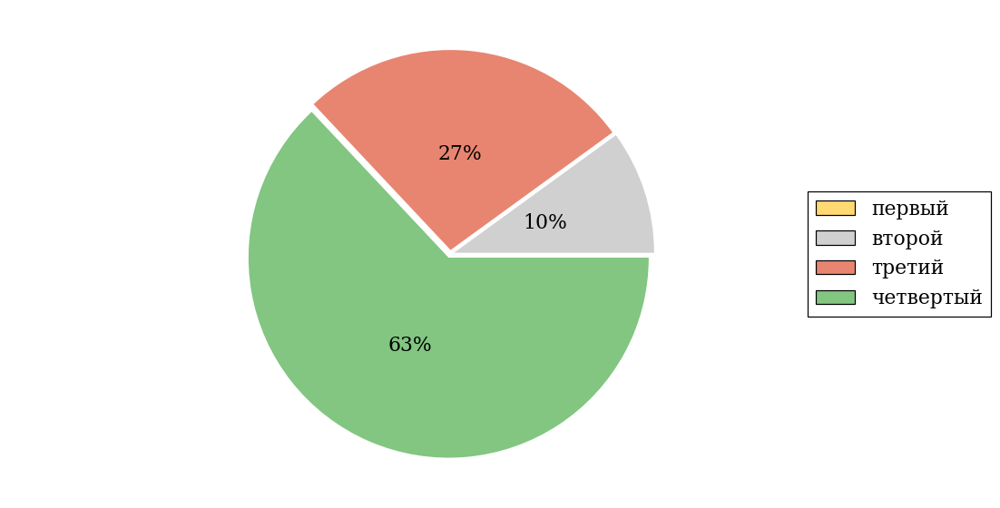 27%
10%
63%
первый
второй
третий
четвертый